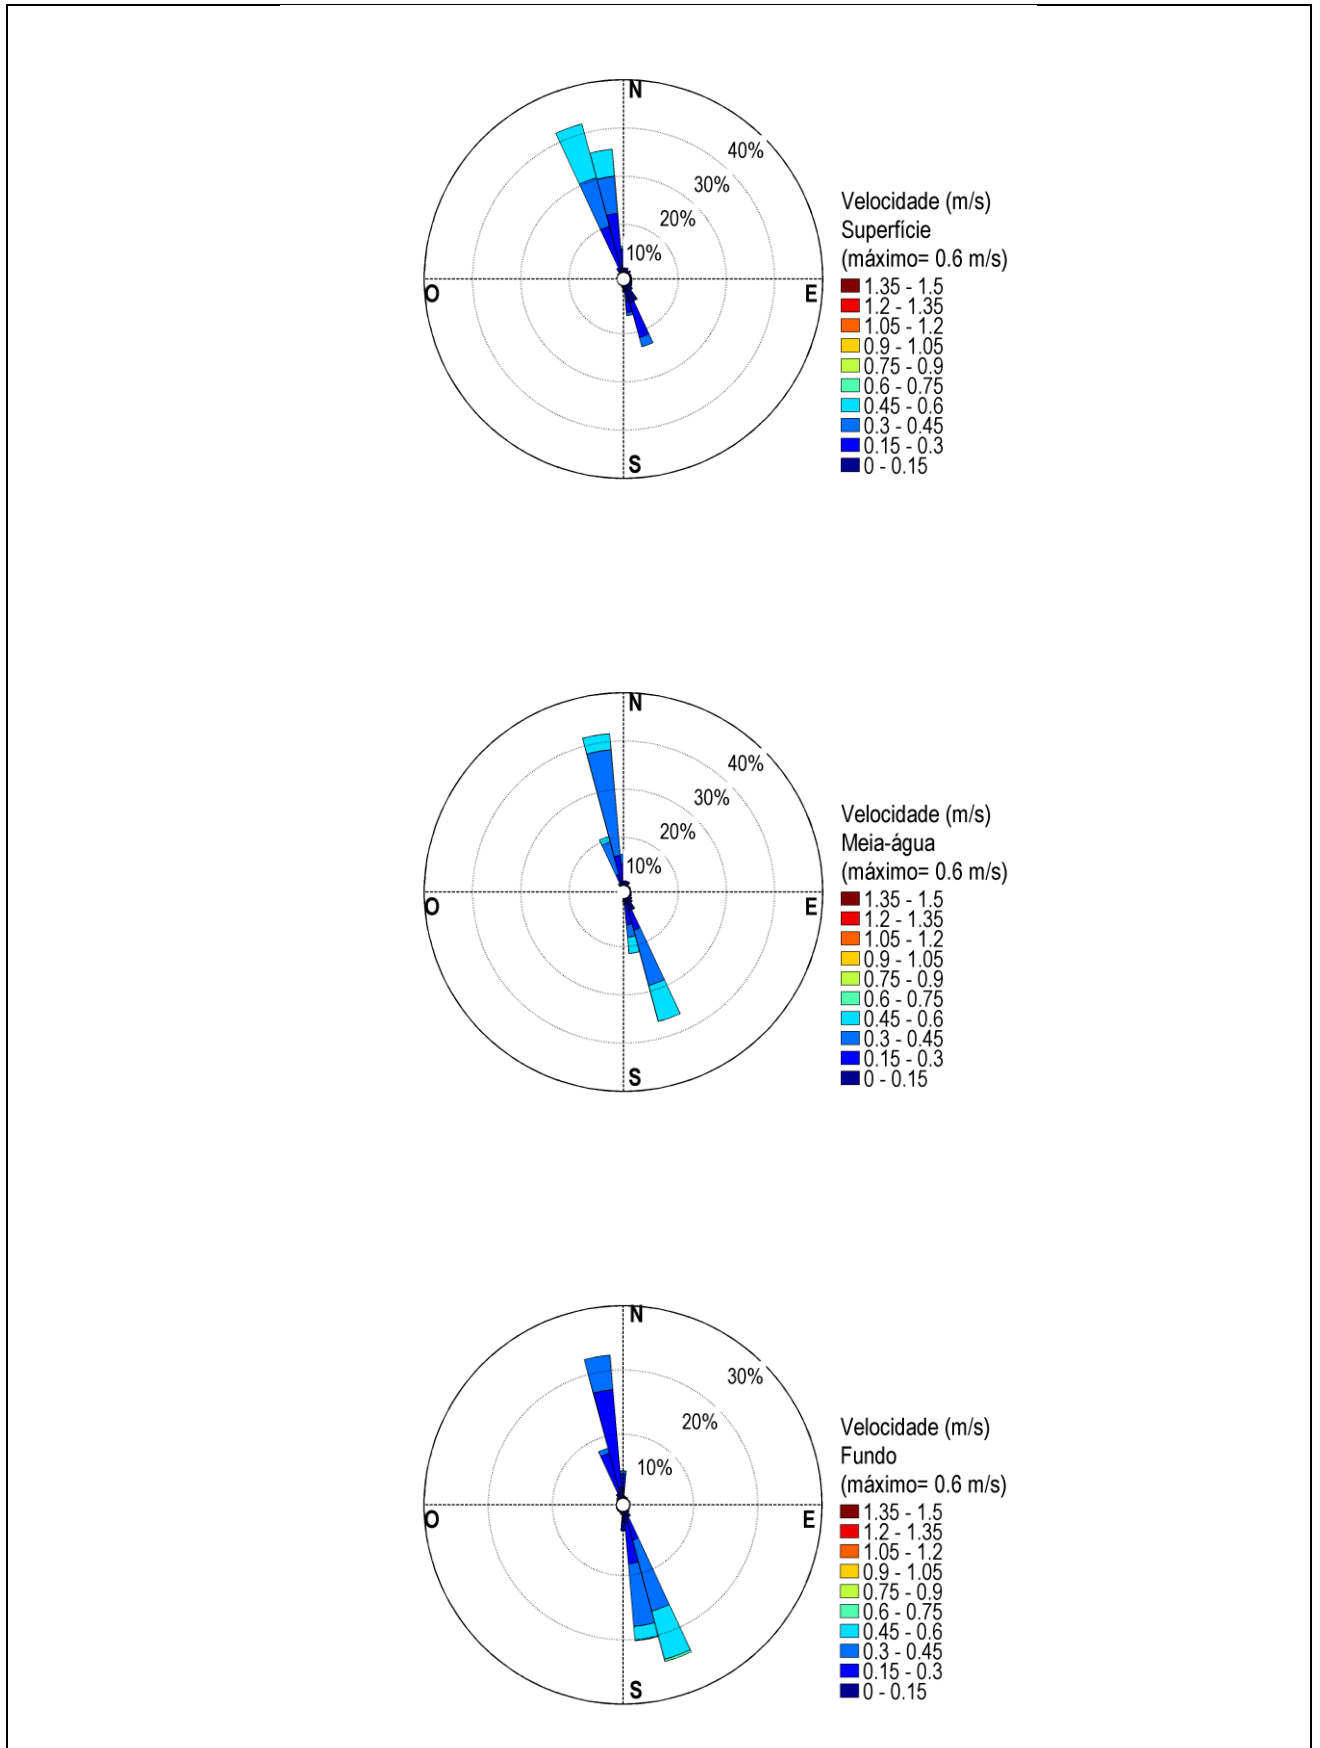 N
40%
30%
20%
10%
O
E
S
Velocidade (m/s)
Superfície
(máximo= 0.6 m/s)
1.35 - 1.5
1.2 - 1.35
1.05 - 1.2
0.9 - 1.05
0.75 - 0.9
0.6 - 0.75
0.45 - 0.6
0.3 - 0.45
0.15 - 0.3
0 - 0.15
N
40%
30%
20%
10%
O
E
S
Velocidade (m/s)
Meia-água
(máximo= 0.6 m/s)
1.35 - 1.5
1.2 - 1.35
1.05 - 1.2
0.9 - 1.05
0.75 - 0.9
0.6 - 0.75
0.45 - 0.6
0.3 - 0.45
0.15 - 0.3
0 - 0.15
N
30%
20%
10%
O
E
S
Velocidade (m/s)
Fundo
(máximo= 0.6 m/s)
1.35 - 1.5
1.2 - 1.35
1.05 - 1.2
0.9 - 1.05
0.75 - 0.9
0.6 - 0.75
0.45 - 0.6
0.3 - 0.45
0.15 - 0.3
0 - 0.15